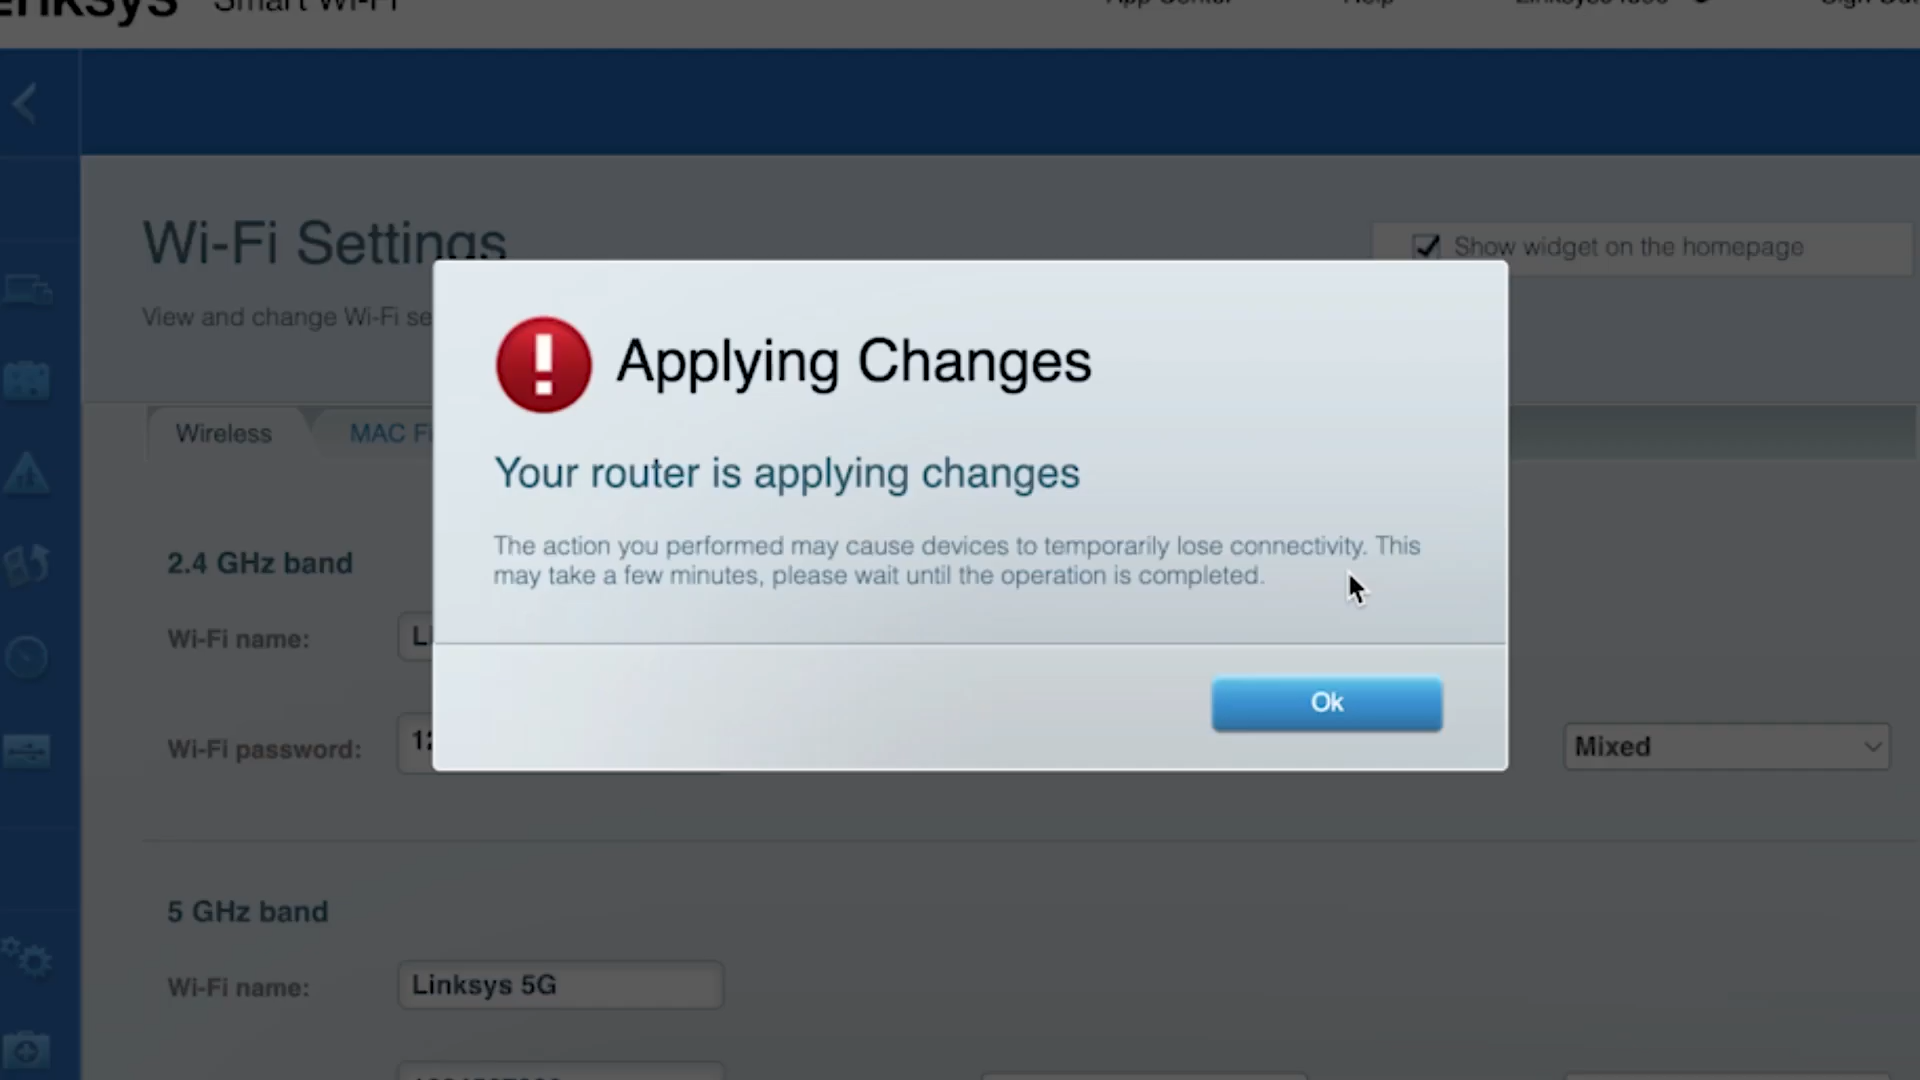 Smart Wi-Fi
Help
Wi-Fi Settings
Show widget on the homepage
View and change Wi-Fi
Applying Changes
Wireless
MAC
Your router is applying changes
The action you performed may cause devices to temporarily lose connectivity. This
may take a few minutes, please wait until the operation is completed.
2.4 GHz band
Wi-Fi name:
Ok
Wi-Fi password:
Mixed
5 GHz band
Wi-Fi name:
Linksys 5G